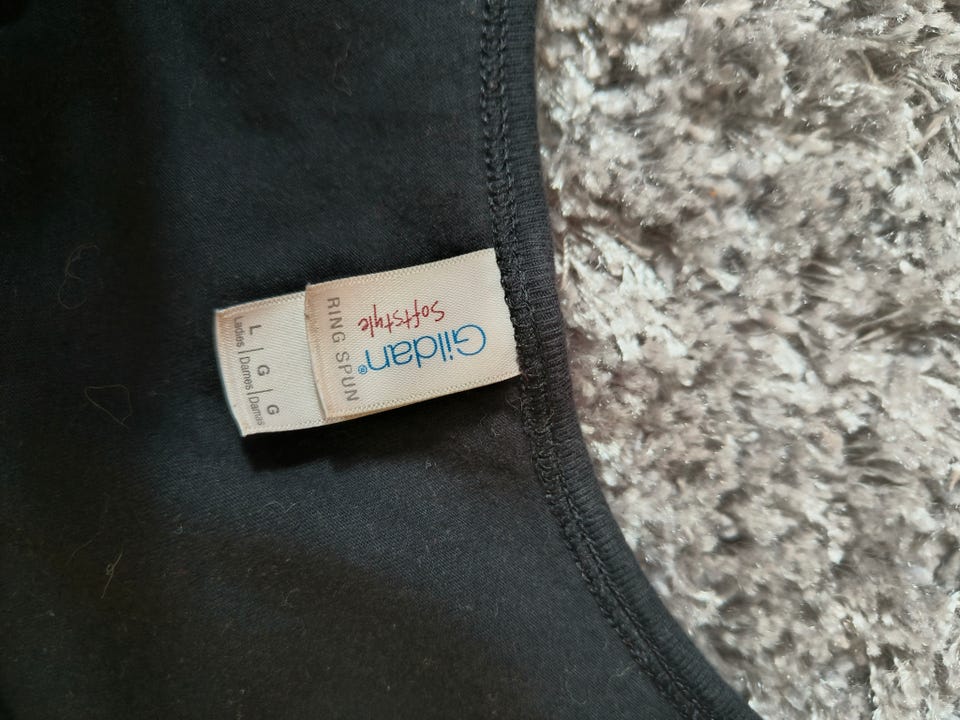 Gildan®
Softstyle
RING SPUN
L | G | G
Ladies | Dames | Damas